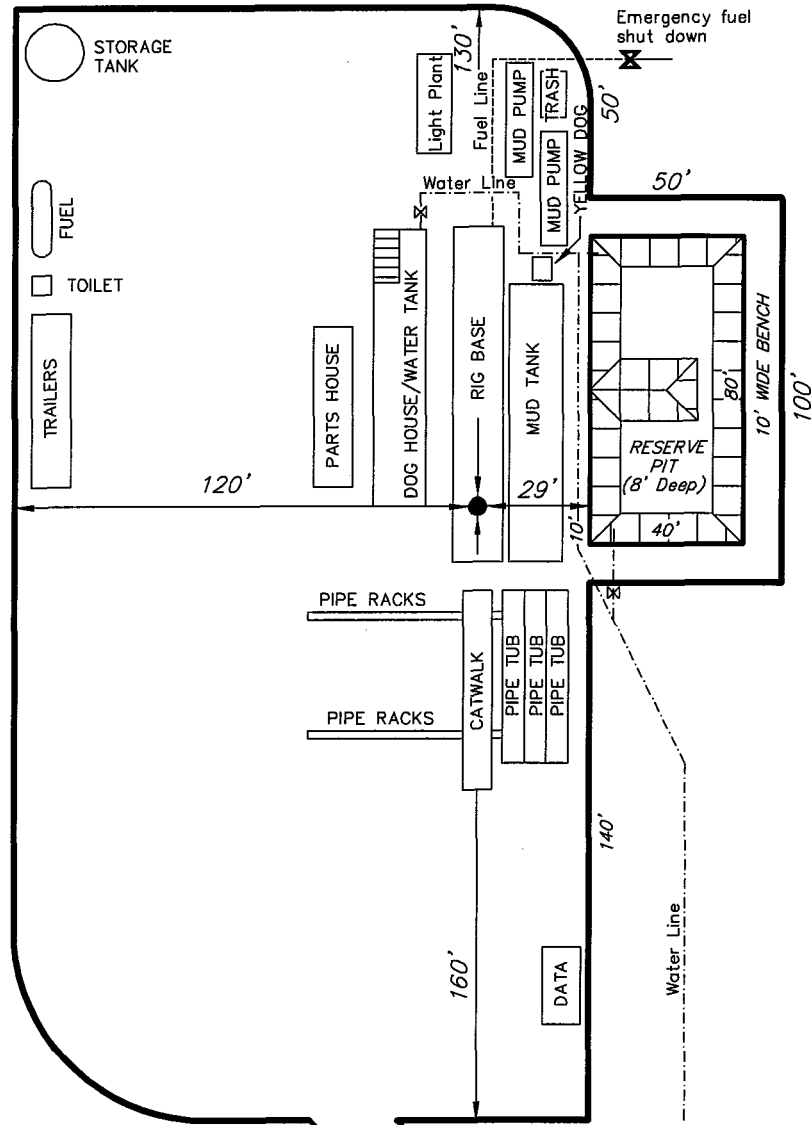 Emergency fuel
shut down
STORAGE
TANK
130'
Light Plant
Fuel Line
MUD PUMP
TRASH
50'
MUD PUMP
YELLOW DOG
Water Line
50'
FUEL
TOILET
TRAILERS
PARTS HOUSE
DOG HOUSE/WATER TANK
RIG BASE
MUD TANK
80'
10' WIDE BENCH
100'
RESERVE
PIT
(8' Deep)
120'
29'
10'
40'
PIPE RACKS
CATWALK
PIPE TUB
PIPE TUB
PIPE TUB
PIPE RACKS
140'
160'
DATA
Water Line